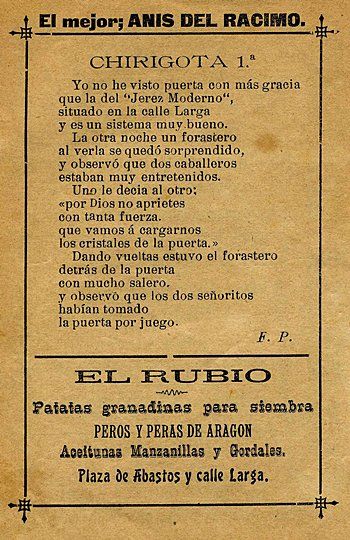 El mejor; ANIS DEL RACIMO.
CHIRIGOTA 1.ª
Yo no he visto puerta con más gracia
que la del "Jerez Moderno",
situado en la calle Larga
y es un sistema muy bueno.
La otra noche un forastero
al verla se quedó sorprendido,
y observó que dos caballeros
estaban muy entretenidos.
Uno le decia al otro:
«por Dios no aprietes
con tanta fuerza.
que vamos á cargarnos
los cristales de la puerta.»
Dando vueltas estuvo el forastero
detrás de la puerta
con mucho salero.
y observó que los dos señoritos
habían tomado
la puerta por juego.
F. P.
EL RUBIO
Patatas granadinas para siembra
PEROS Y PERAS DE ARAGON
Aceitunas Manzanillas y Gordales.
Plaza de Abastos y calle Larga.